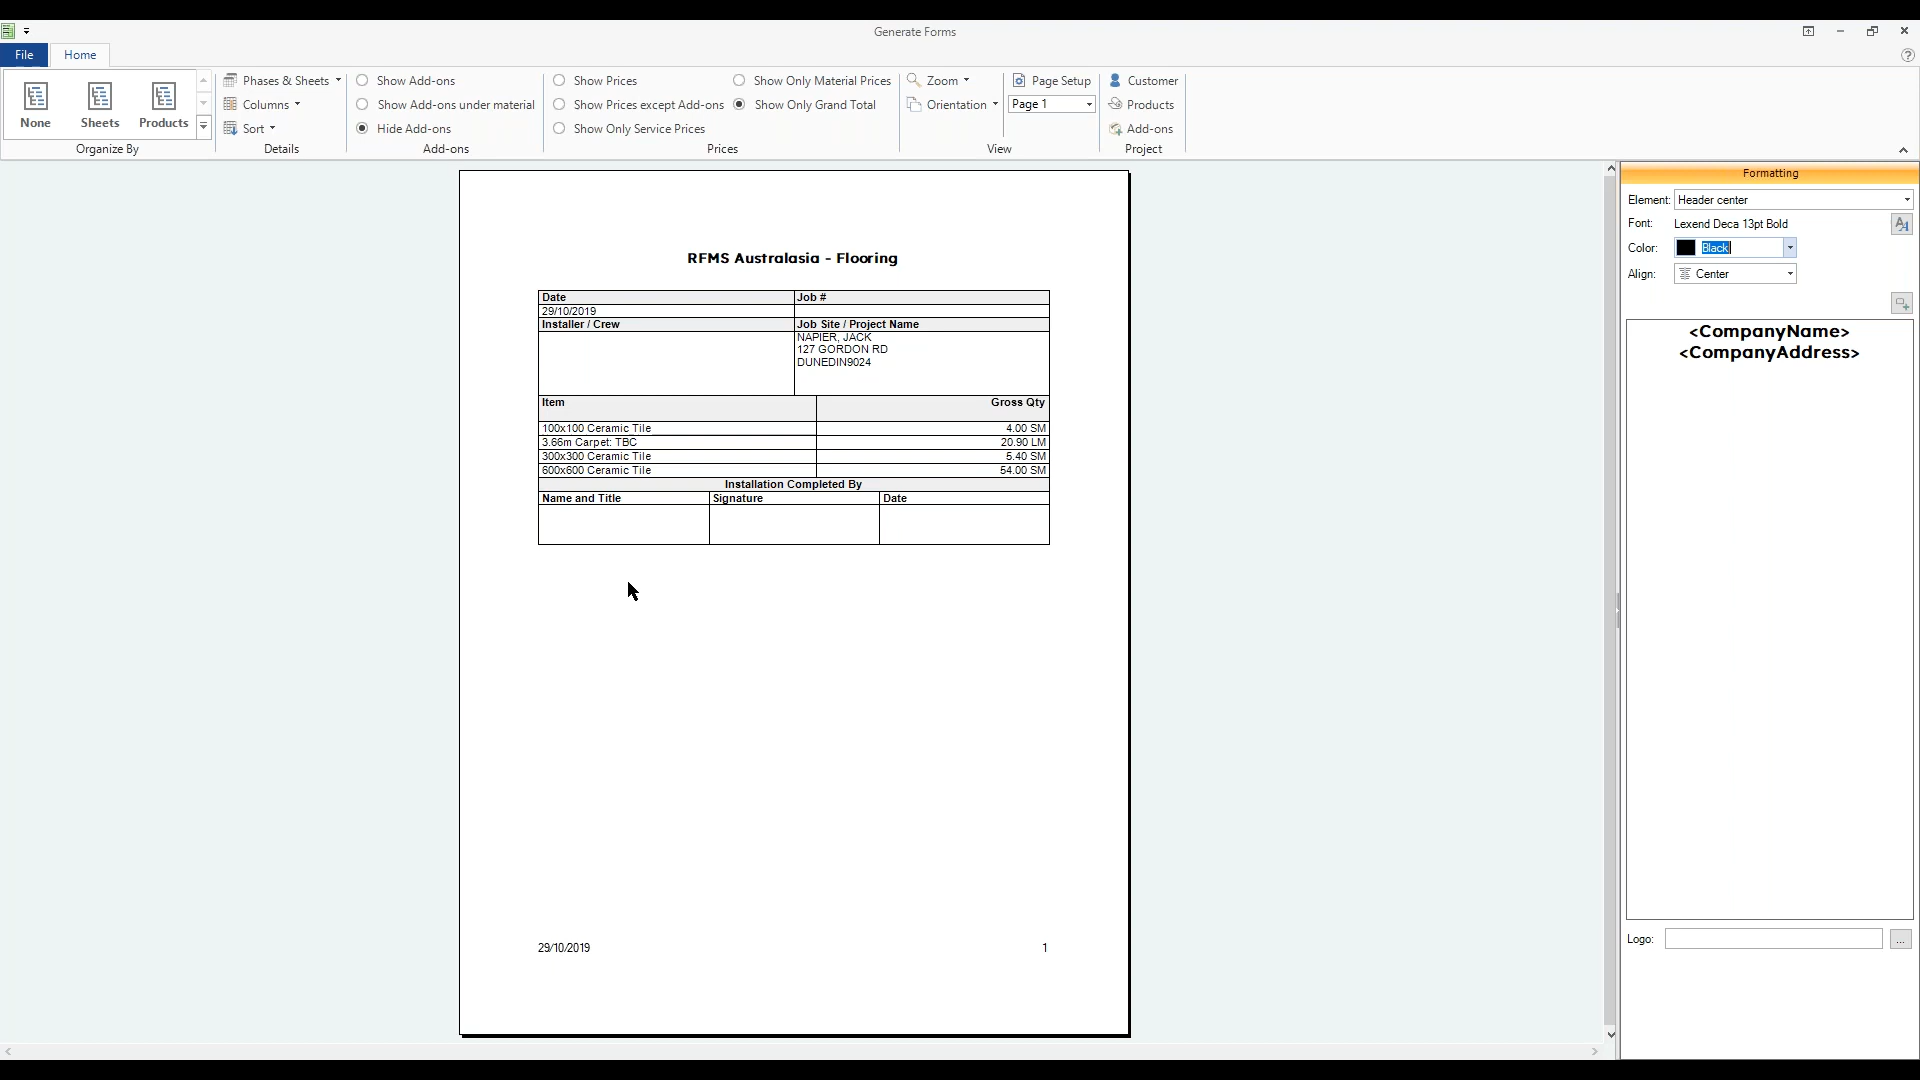 Generate Forms
File Home
None Sheets Products
Organize By
Phases & Sheets
Columns
Sort
Details
Show Add-ons
Show Add-ons under material
Hide Add-ons
Add-ons
Show Prices
Show Prices except Add-ons
Show Only Service Prices
Show Only Material Prices
Show Only Grand Total
Prices
Zoom
Orientation
Page Setup
Page 1
View
Customer
Products
Add-ons
Project
RFMS Australasia - Flooring
Date Job #
29/10/2019
Installer / Crew Job Site / Project Name
NAPIER, JACK
127 GORDON RD
DUNEDIN9024
Item Gross Qty
100x100 Ceramic Tile 4.00 SM
3.66m Carpet: TBC 20.90 LM
300x300 Ceramic Tile 5.40 SM
600x600 Ceramic Tile 54.00 SM
Installation Completed By
Name and Title Signature Date
29/10/2019 1
Formatting
Element: Header center
Font: Lexend Deca 13pt Bold
Color: Black
Align: Center
<CompanyName>
<CompanyAddress>
Logo: ...